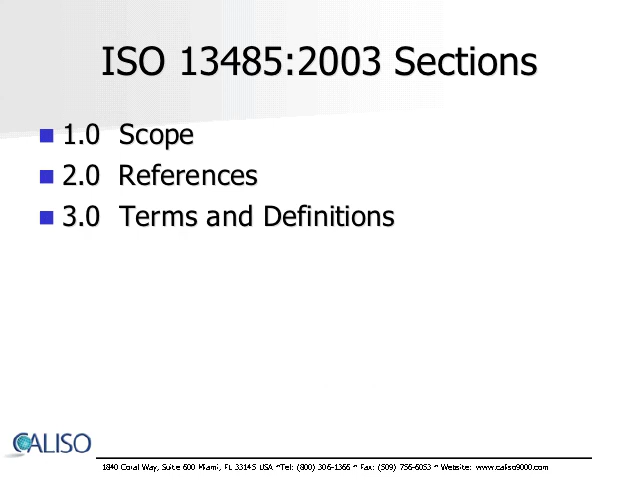 ISO 13485:2003 Sections
1.0 Scope
2.0 References
3.0 Terms and Definitions
CALISO
1840 Coral Way, Suite 600 Miami, FL 33145 USA ~Tel: (800) 306-1366 ~ Fax: (509) 756-6053 ~ Website: www.caliso9000.com